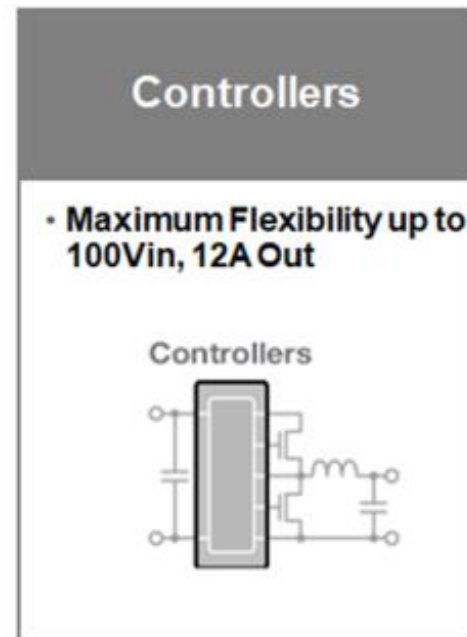 Controllers
• Maximum Flexibility up to
100Vin, 12A Out
Controllers